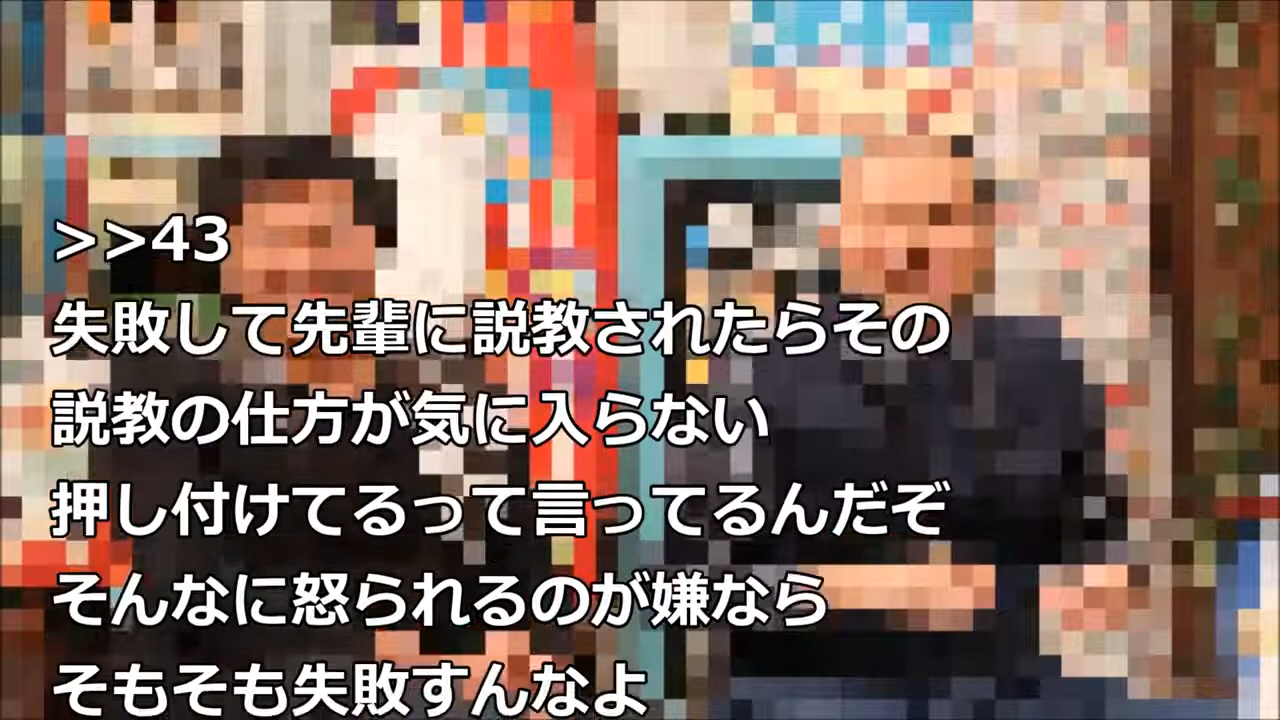 >>43
失敗して先輩に説教されたらその
説教の仕方が気に入らない
押し付けてるって言ってるんだぞ
そんなに怒られるのが嫌なら
そもそも失敗すんなよ